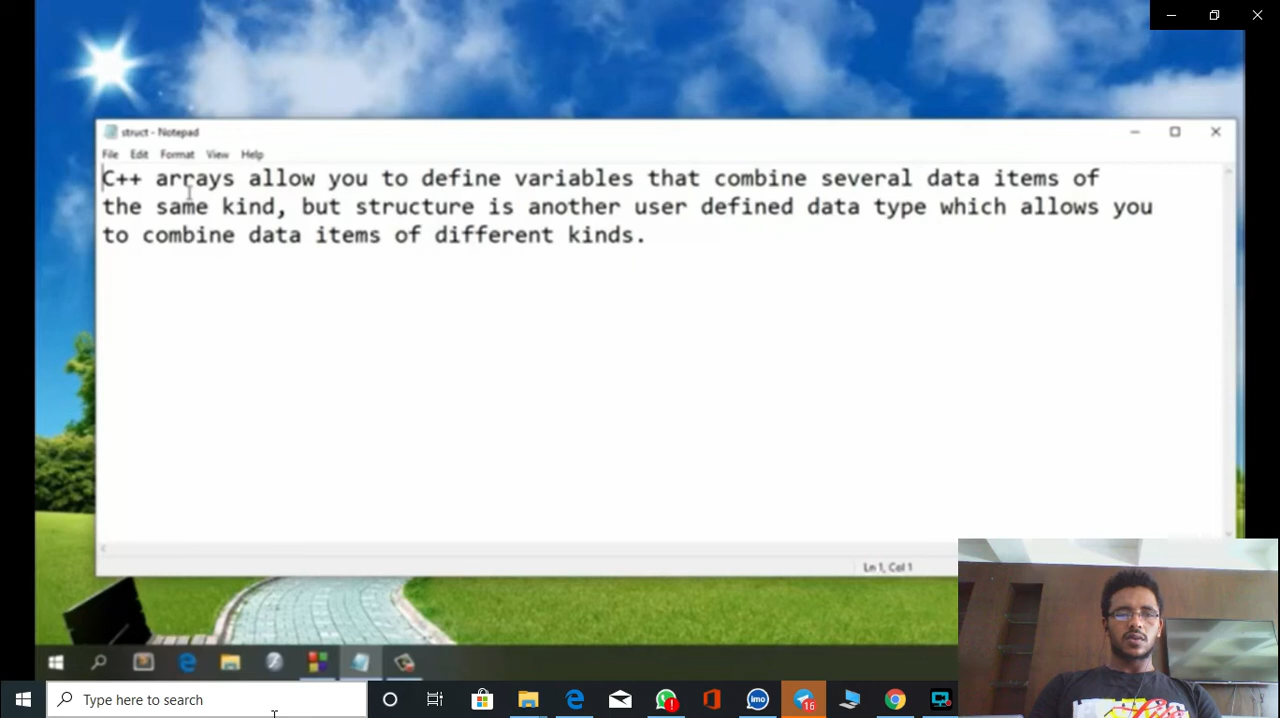 struct - Notepad
File Edit Format View Help
C++ arrays allow you to define variables that combine several data items of
the same kind, but structure is another user defined data type which allows you
to combine data items of different kinds.
Ln 1, Col 1
Type here to search
imo
16